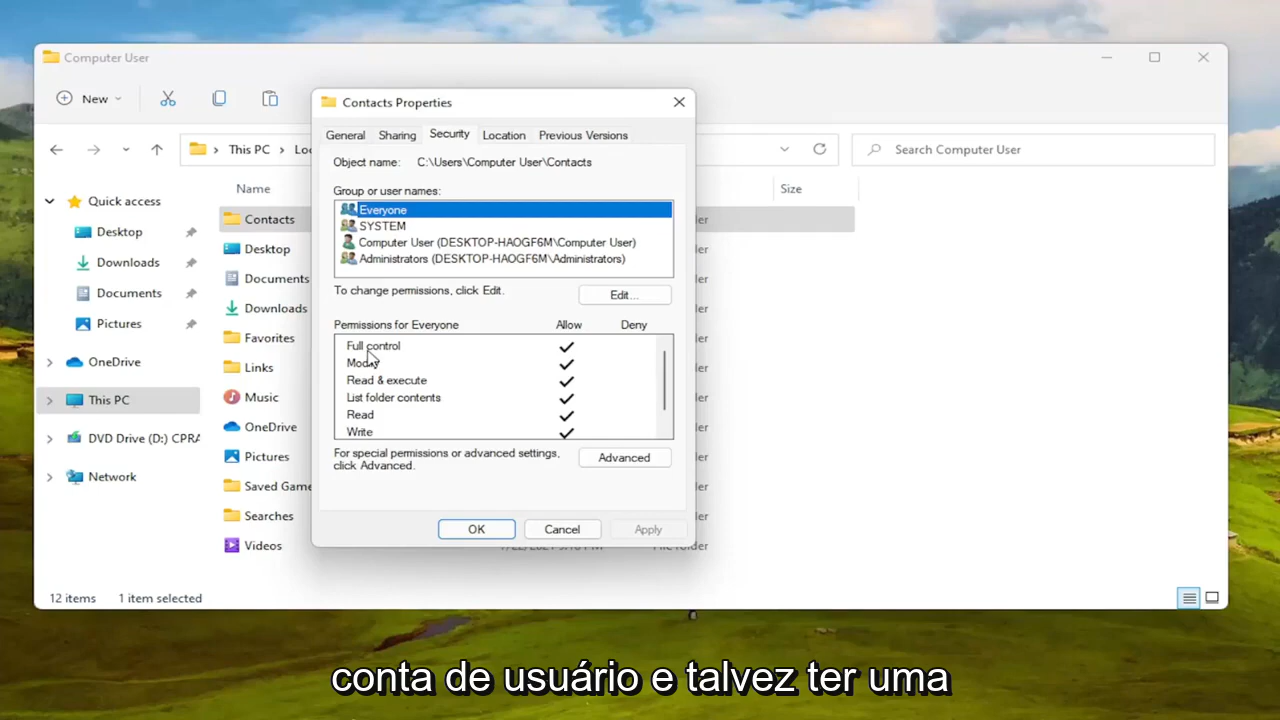 Computer User
New
This PC
Loc
Search Computer User
Quick access
Desktop
Downloads
Documents
Pictures
OneDrive
This PC
DVD Drive (D:) CPRA
Network
Name
Size
Contacts
Desktop
Documents
Downloads
Favorites
Links
Music
OneDrive
Pictures
Saved Game
Searches
Videos
12 items
1 item selected
Contacts Properties
General
Sharing
Security
Location
Previous Versions
Object name: C:\Users\Computer User\Contacts
Group or user names:
Everyone
SYSTEM
Computer User (DESKTOP-HAOGF6M\Computer User)
Administrators (DESKTOP-HAOGF6M\Administrators)
To change permissions, click Edit.
Edit...
Permissions for Everyone Allow Deny
Full control
Modify
Read & execute
List folder contents
Read
Write
For special permissions or advanced settings,
click Advanced.
Advanced
OK
Cancel
Apply
conta de usuário e talvez ter uma